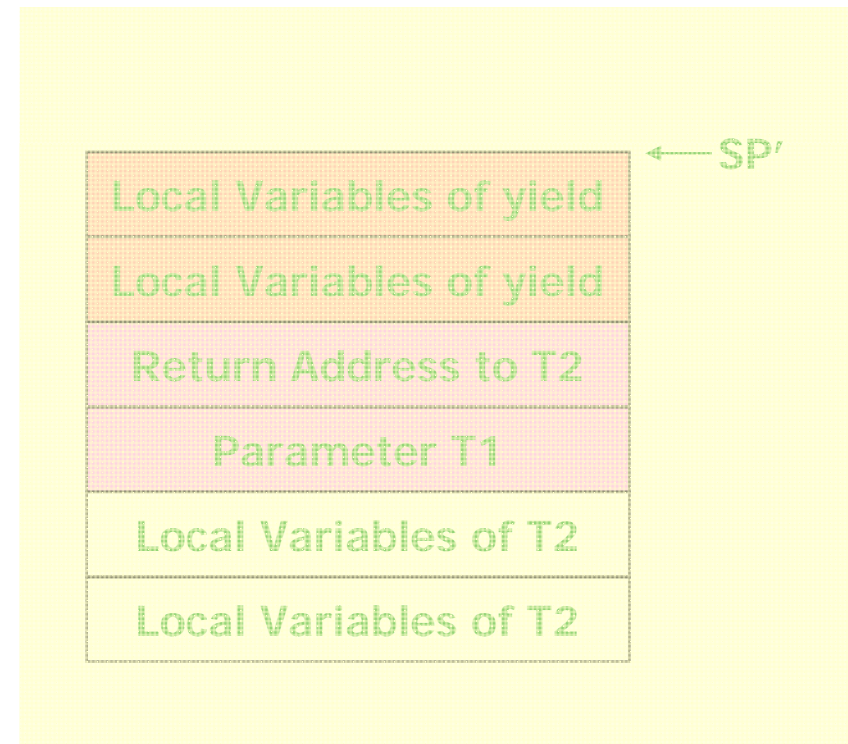 SP'
Local Variables of yield
Local Variables of yield
Return Address to T2
Parameter T1
Local Variables of T2
Local Variables of T2